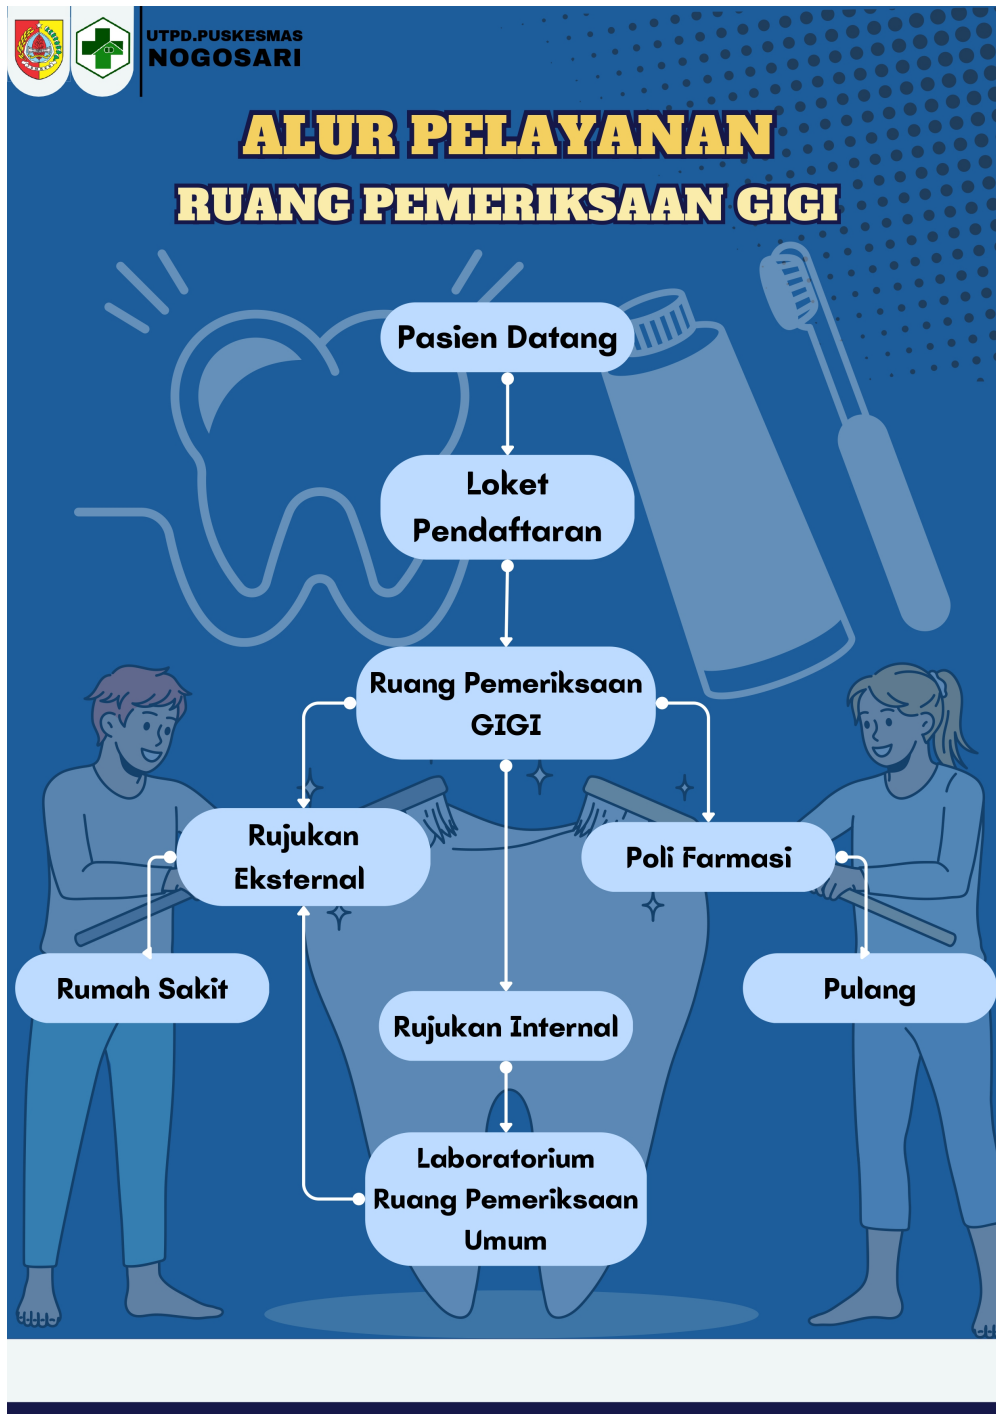 UTPD.PUSKESMAS
NOGOSARI
ALUR PELAYANAN
RUANG PEMERIKSAAN GIGI
Pasien Datang
Loket
Pendaftaran
Ruang Pemeriksaan
GIGI
Rujukan
Eksternal
Poli Farmasi
Rumah Sakit
Pulang
Rujukan Internal
Laboratorium
Ruang Pemeriksaan
Umum